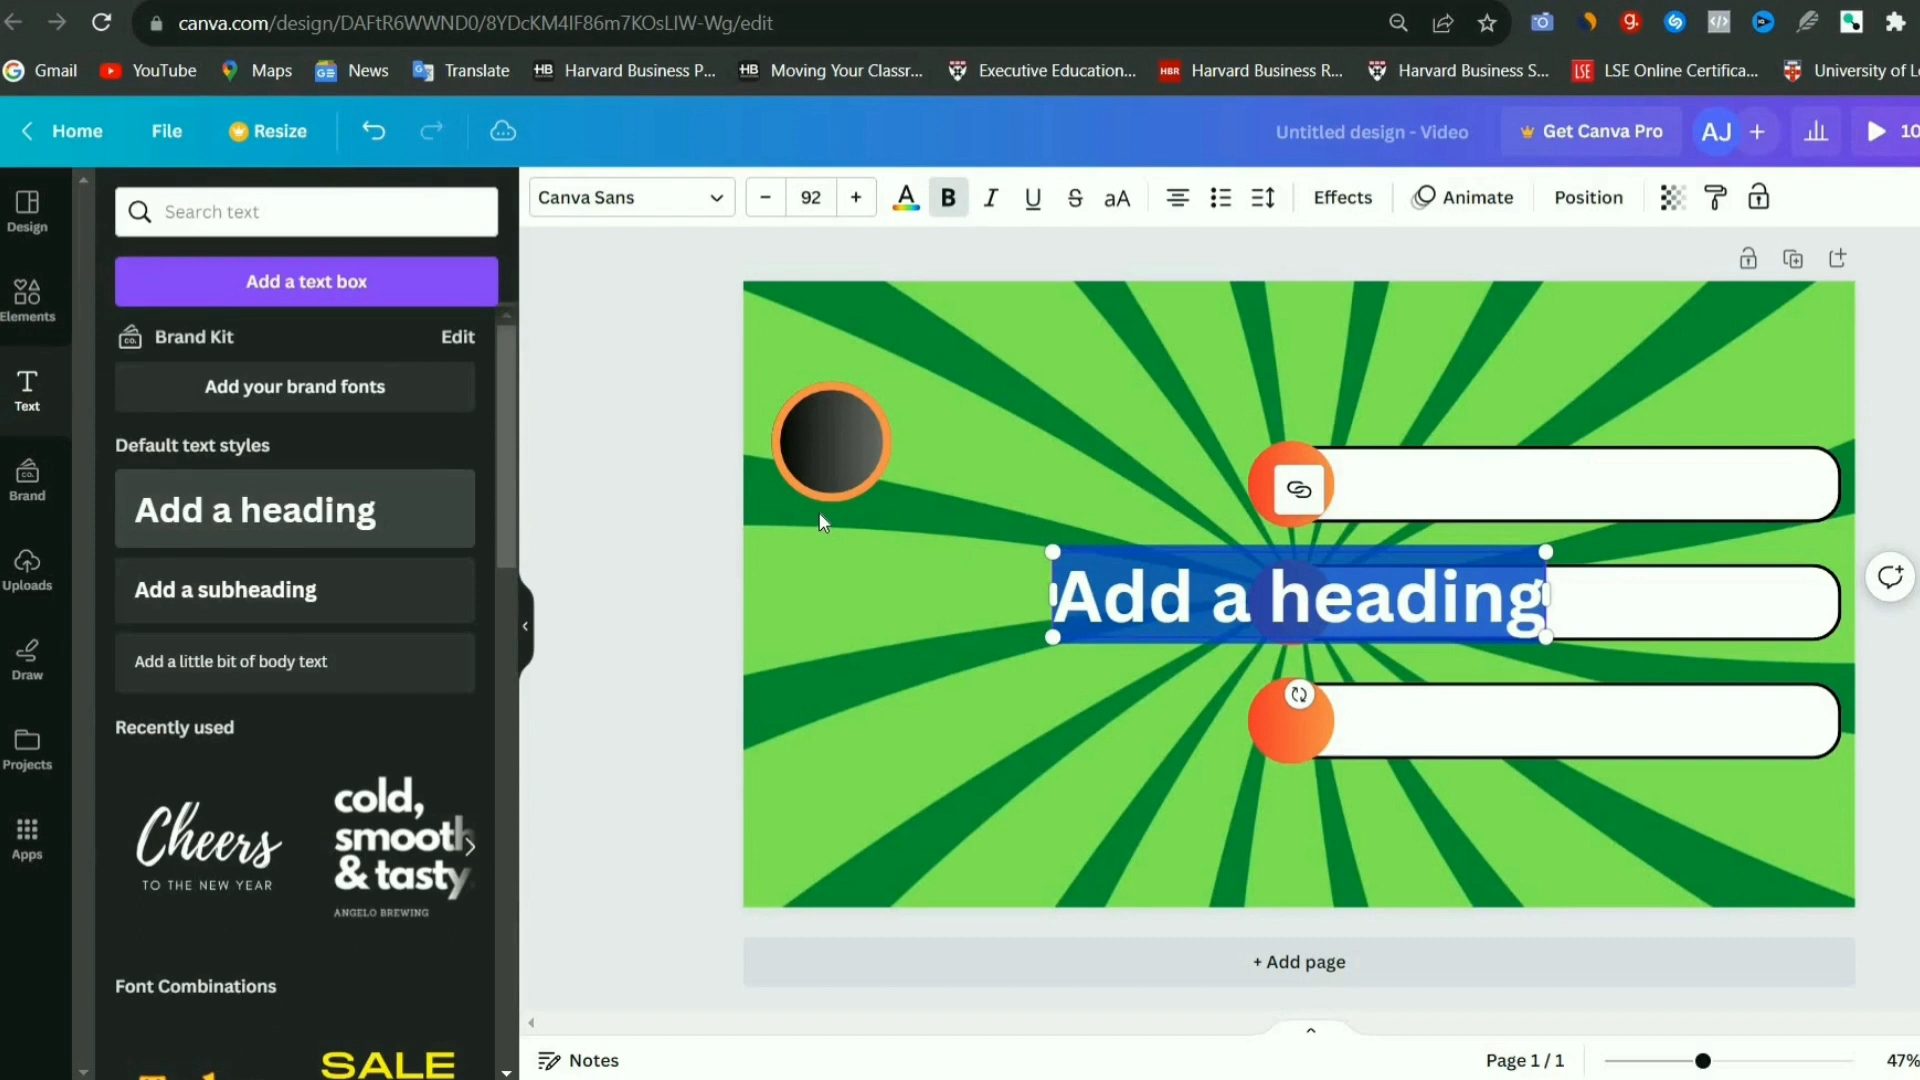 canva.com/design/DAFtR6WWND0/8YDcKM4IF86m7KOsLIW-Wg/edit
Gmail YouTube Maps News Translate Harvard Business P... Moving Your Classr... Executive Education... Harvard Business R... Harvard Business S... LSE Online Certifica... University of L
Home File Resize Untitled design - Video Get Canva Pro AJ + 10
Canva Sans - 92 + A B I U S aA Effects Animate Position
Design
Elements
Text
Brand
Uploads
Draw
Projects
Apps
Search text
Add a text box
Brand Kit Edit
Add your brand fonts
Default text styles
Add a heading
Add a subheading
Add a little bit of body text
Recently used
Cheers
TO THE NEW YEAR
cold,
smooth
& tasty
ANGELO BREWING
Font Combinations
SALE
Add a heading
+ Add page
Notes
Page 1 / 1
47%